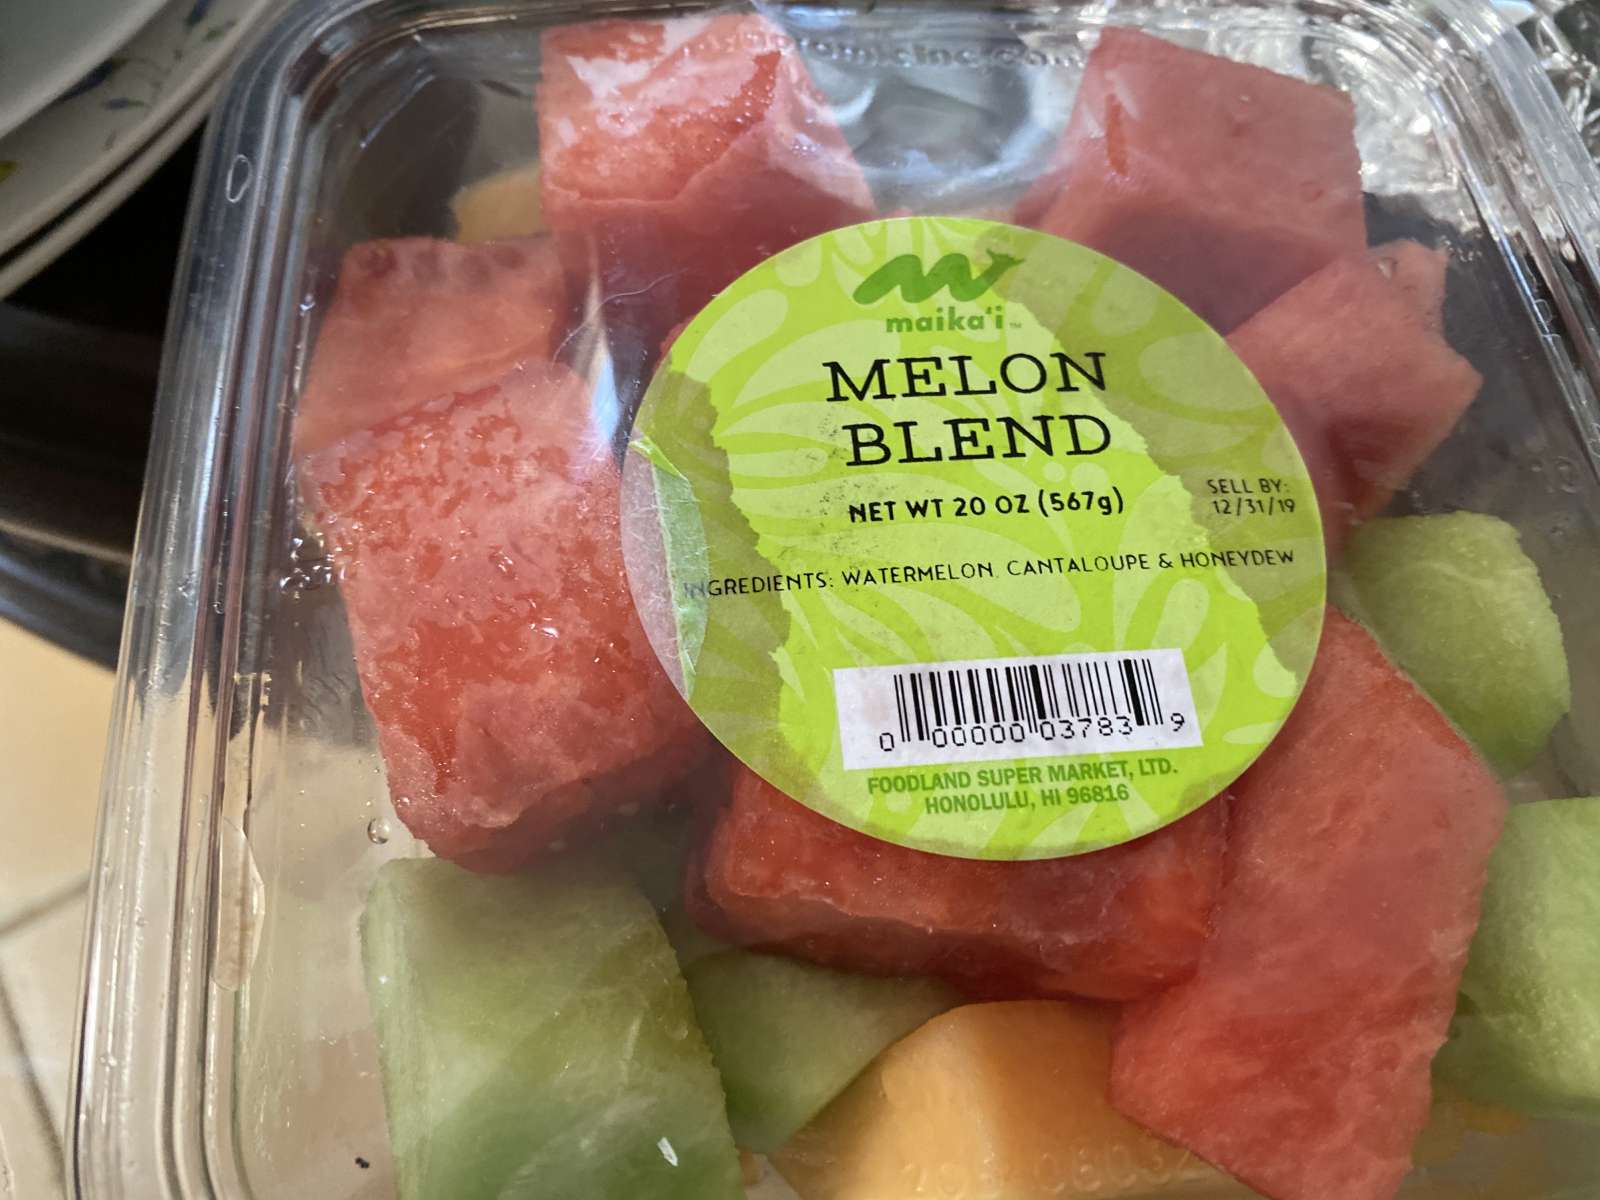 maika'i™
MELON
BLEND
NET WT 20 OZ (567g)
SELL BY:
12/31/19
INGREDIENTS: WATERMELON, CANTALOUPE & HONEYDEW
0 00000 03783 9
FOODLAND SUPER MARKET, LTD.
HONOLULU, HI 96816